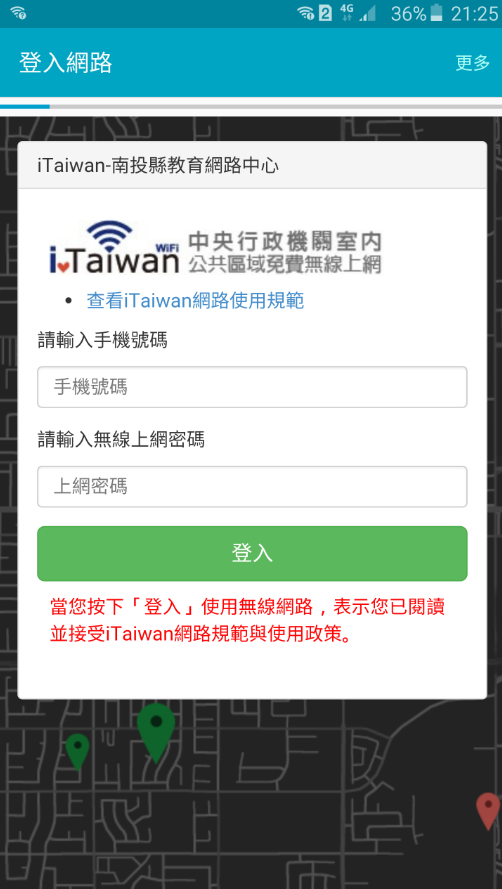 2 4G 36% 21:25
登入網路 更多
iTaiwan-南投縣教育網路中心
iTaiwan WiFi 中央行政機關室內
公共區域免費無線上網
查看iTaiwan網路使用規範
請輸入手機號碼
手機號碼
請輸入無線上網密碼
上網密碼
登入
當您按下「登入」使用無線網路，表示您已閱讀
並接受iTaiwan網路規範與使用政策。